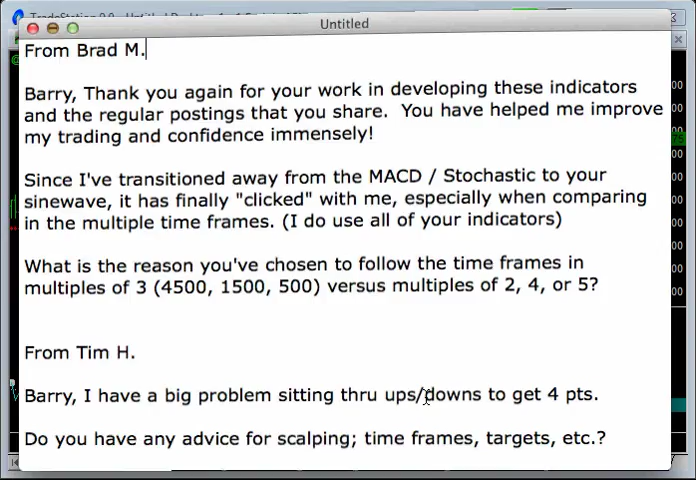 Untitled
From Brad M.
Barry, Thank you again for your work in developing these indicators
and the regular postings that you share.  You have helped me improve
my trading and confidence immensely!
Since I've transitioned away from the MACD / Stochastic to your
sinewave, it has finally "clicked" with me, especially when comparing
in the multiple time frames. (I do use all of your indicators)
What is the reason you've chosen to follow the time frames in
multiples of 3 (4500, 1500, 500) versus multiples of 2, 4, or 5?
From Tim H.
Barry, I have a big problem sitting thru ups/downs to get 4 pts.
Do you have any advice for scalping; time frames, targets, etc.?